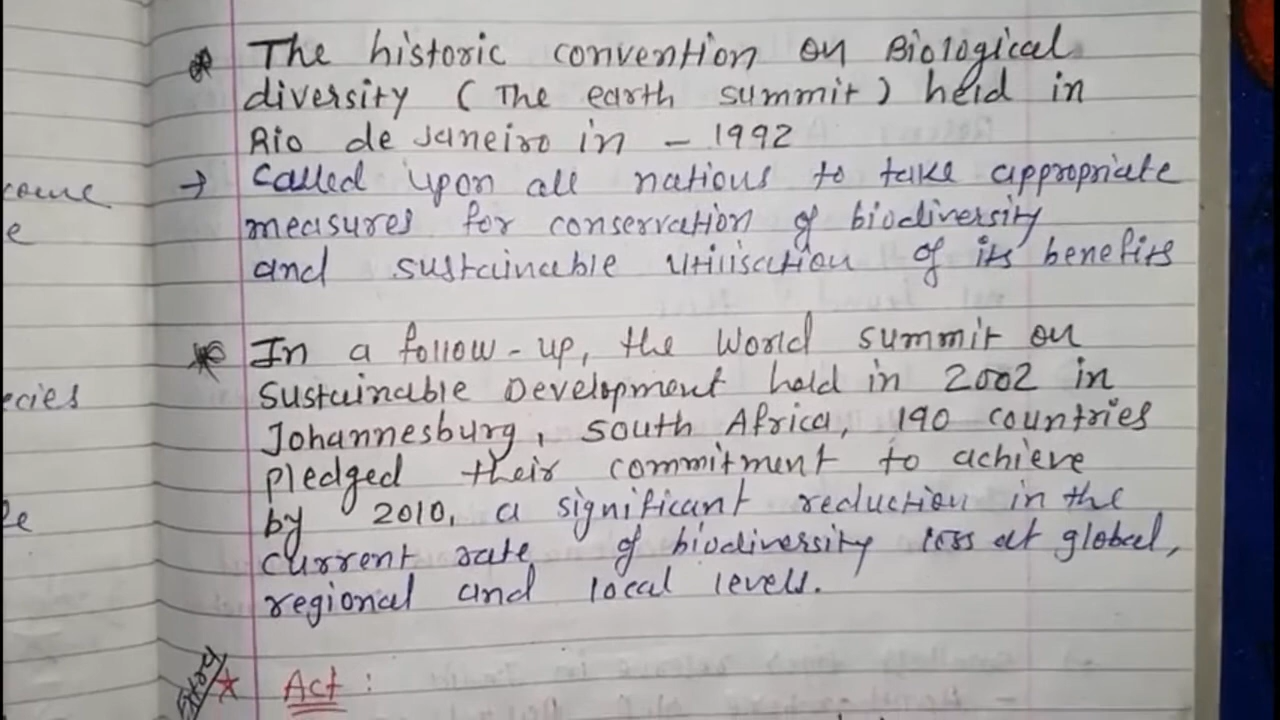 The historic convention on Biological
diversity (The earth summit) held in
Rio de Janeiro in - 1992
→ Called upon all nations to take appropriate
measures for conservation of biodiversity
and sustainable utilisation of its benefits
In a follow-up, the World summit on
Sustainable Development held in 2002 in
Johannesburg, South Africa, 190 countries
pledged their commitment to achieve
by 2010, a significant reduction in the
current rate of biodiversity loss at global,
regional and local levels.
Act :
ecies
e